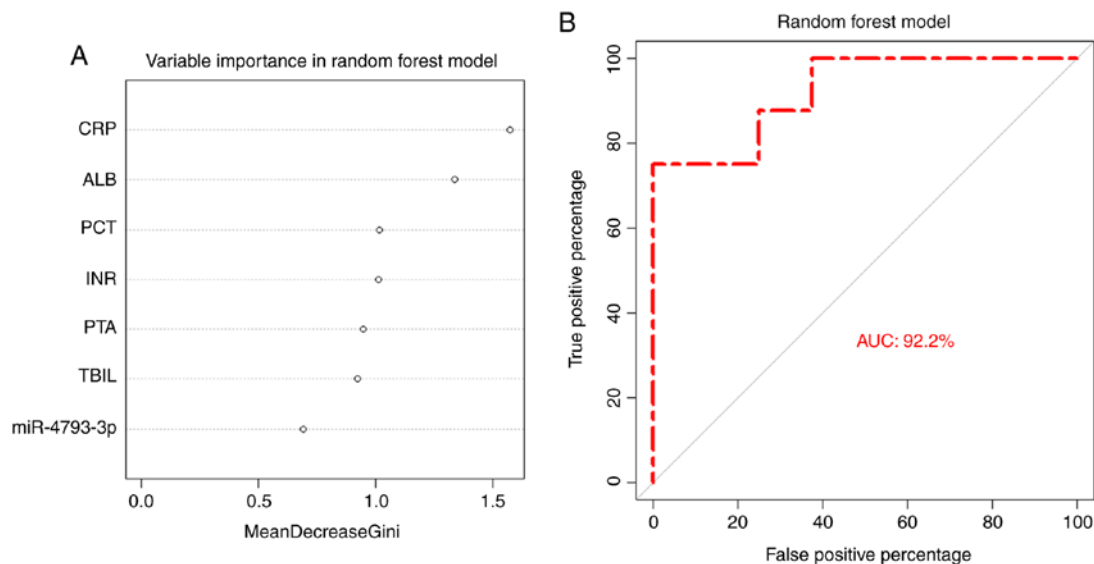 A
Variable importance in random forest model
CRP
ALB
PCT
INR
PTA
TBIL
miR-4793-3p
0.0 0.5 1.0 1.5
MeanDecreaseGini
B
Random forest model
True positive percentage
100
80
60
40
20
0
AUC: 92.2%
0 20 40 60 80 100
False positive percentage